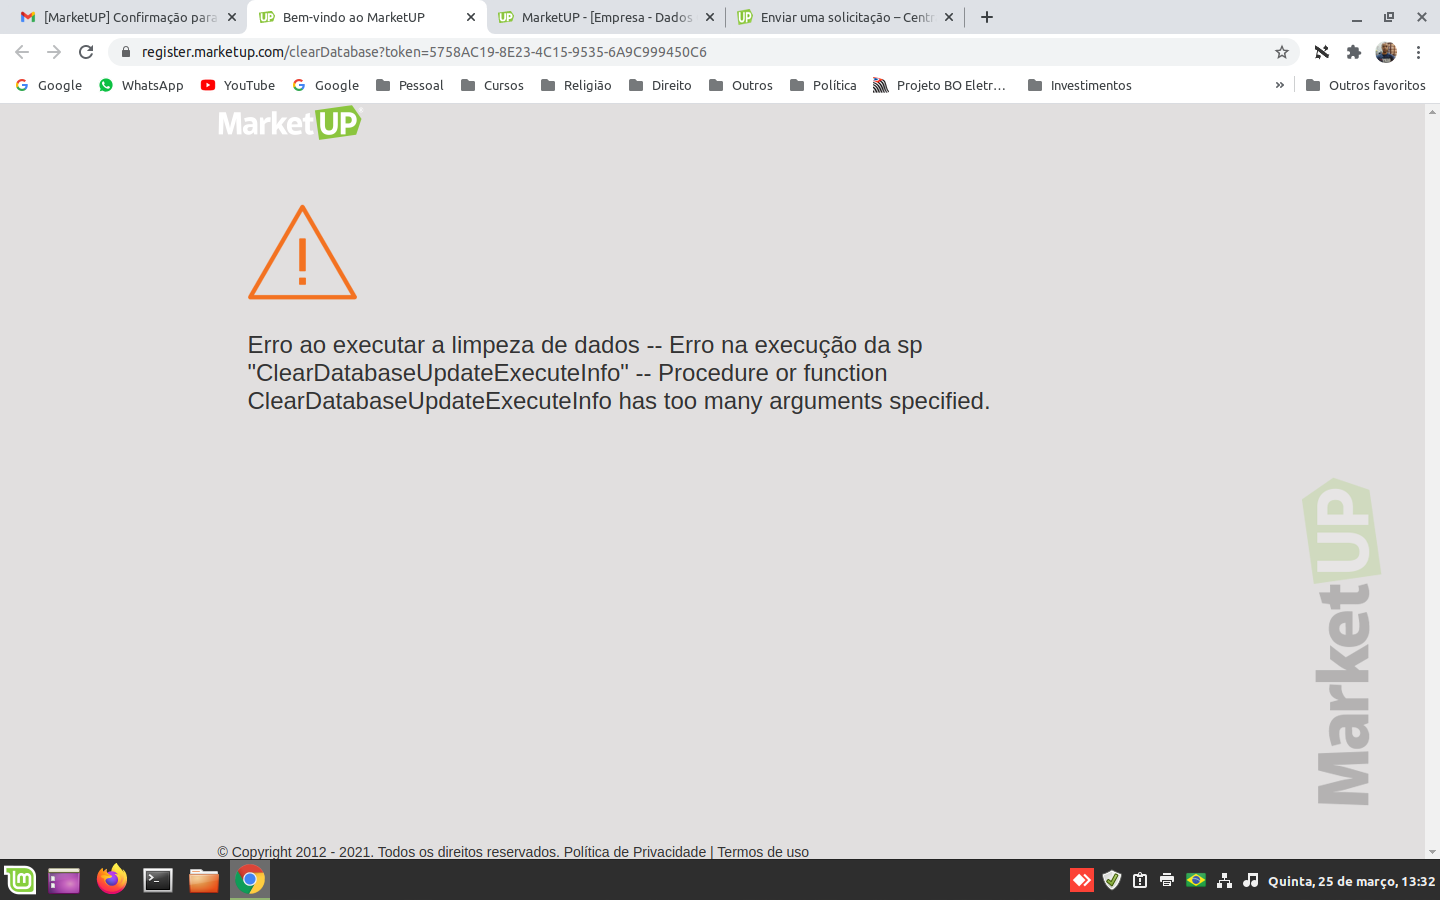 [MarketUP] Confirmação para
Bem-vindo ao MarketUP
MarketUP - [Empresa - Dados
Enviar uma solicitação – Centr
register.marketup.com/clearDatabase?token=5758AC19-8E23-4C15-9535-6A9C999450C6
Google
WhatsApp
YouTube
Google
Pessoal
Cursos
Religião
Direito
Outros
Política
Projeto BO Eletr...
Investimentos
»
Outros favoritos
MarketUP
Erro ao executar a limpeza de dados -- Erro na execução da sp
"ClearDatabaseUpdateExecuteInfo" -- Procedure or function
ClearDatabaseUpdateExecuteInfo has too many arguments specified.
MarketUP
© Copyright 2012 - 2021. Todos os direitos reservados. Política de Privacidade | Termos de uso
Quinta, 25 de março, 13:32